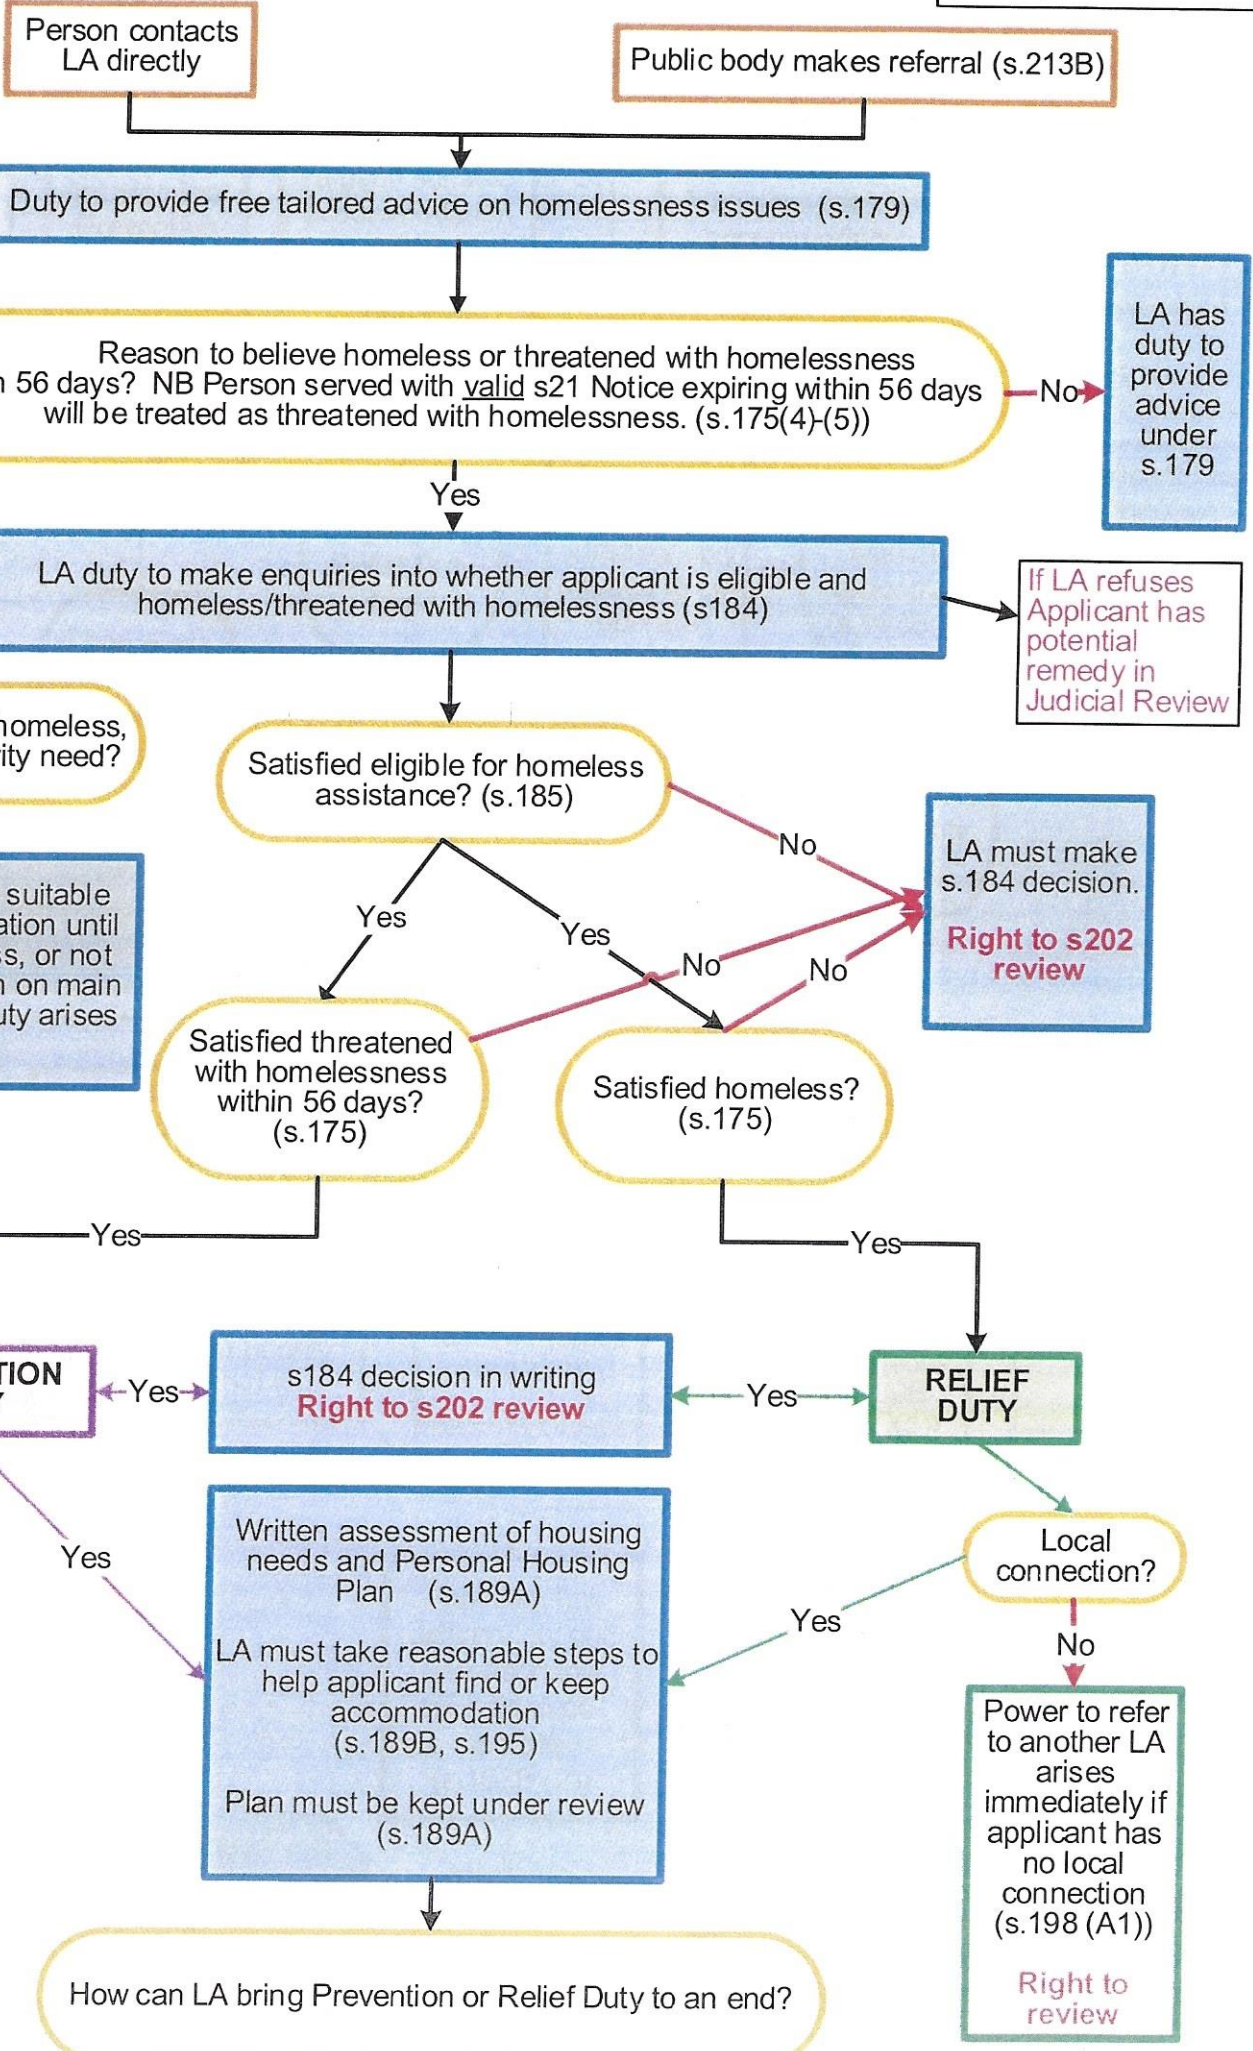 Person contacts
LA directly
Public body makes referral (s.213B)
Duty to provide free tailored advice on homelessness issues (s.179)
Reason to believe homeless or threatened with homelessness
56 days? NB Person served with valid s21 Notice expiring within 56 days
will be treated as threatened with homelessness. (s.175(4)-(5))
No
LA has
duty to
provide
advice
under
s.179
Yes
LA duty to make enquiries into whether applicant is eligible and
homeless/threatened with homelessness (s184)
If LA refuses
Applicant has
potential
remedy in
Judicial Review
homeless,
ity need?
Satisfied eligible for homeless
assistance? (s.185)
No
LA must make
s.184 decision.
Right to s202
review
suitable
ation until
s, or not
n on main
uty arises
Yes
Yes
No
No
Satisfied threatened
with homelessness
within 56 days?
(s.175)
Satisfied homeless?
(s.175)
Yes
Yes
TION
Y
Yes
s184 decision in writing
Right to s202 review
Yes
RELIEF
DUTY
Yes
Written assessment of housing
needs and Personal Housing
Plan (s.189A)
LA must take reasonable steps to
help applicant find or keep
accommodation
(s.189B, s.195)
Plan must be kept under review
(s.189A)
Yes
Local
connection?
No
Power to refer
to another LA
arises
immediately if
applicant has
no local
connection
(s.198 (A1))
Right to
review
How can LA bring Prevention or Relief Duty to an end?